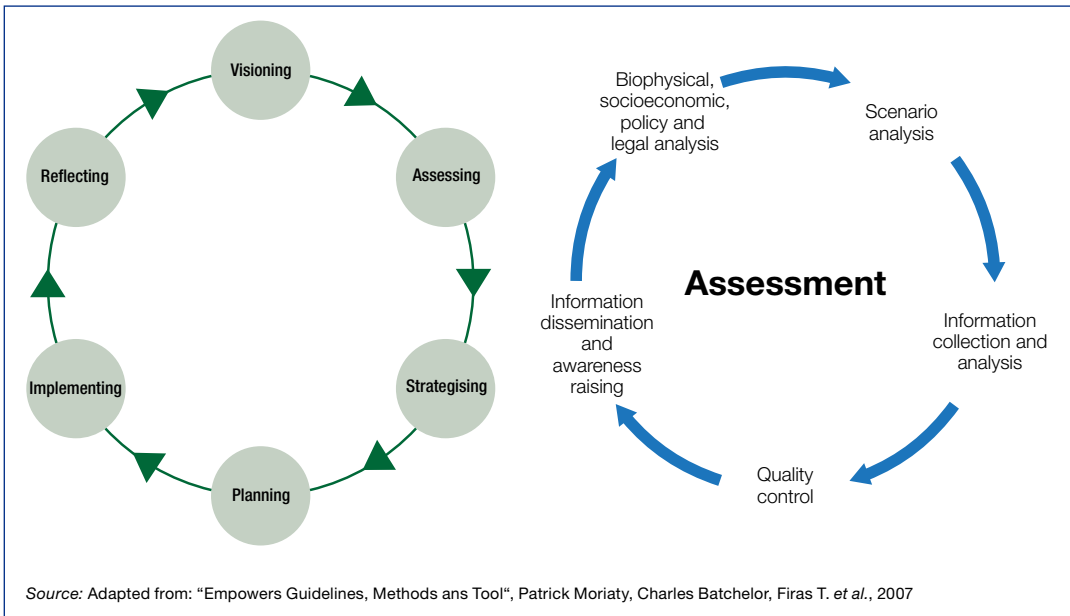 Visioning
Assessing
Strategising
Planning
Implementing
Reflecting
Biophysical,
socioeconomic,
policy and
legal analysis
Scenario
analysis
Information
collection and
analysis
Quality
control
Information
dissemination
and
awareness
raising
Assessment
Source: Adapted from: “Empowers Guidelines, Methods ans Tool“, Patrick Moriaty, Charles Batchelor, Firas T. et al., 2007